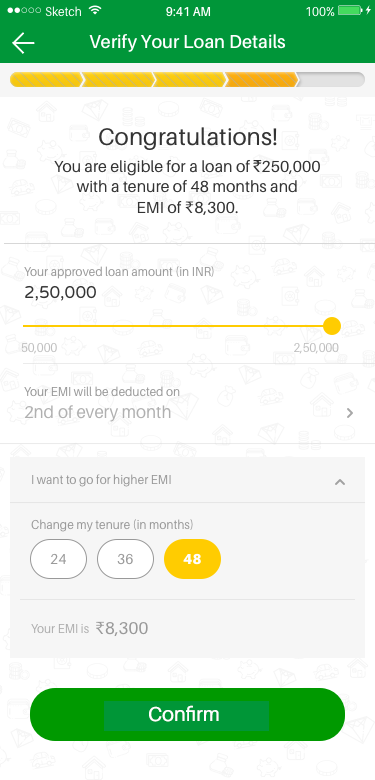 Sketch 9:41 AM 100%
Verify Your Loan Details
Congratulations!
You are eligible for a loan of ₹250,000
with a tenure of 48 months and
EMI of ₹8,300.
Your approved loan amount (in INR)
2,50,000
50,000 2,50,000
Your EMI will be deducted on
2nd of every month
I want to go for higher EMI
Change my tenure (in months)
24 36 48
Your EMI is ₹8,300
Confirm